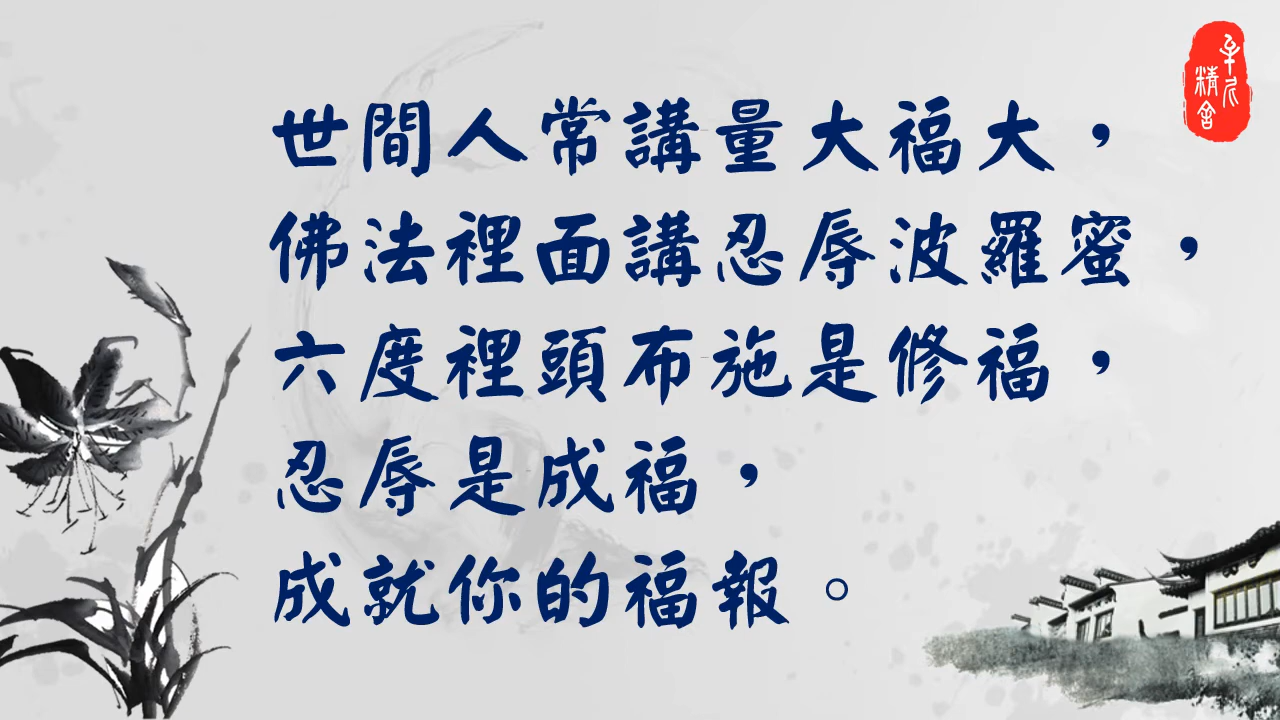 世間人常講量大福大，
佛法裡面講忍辱波羅蜜，
六度裡頭布施是修福，
忍辱是成福，
成就你的福報。
精舍